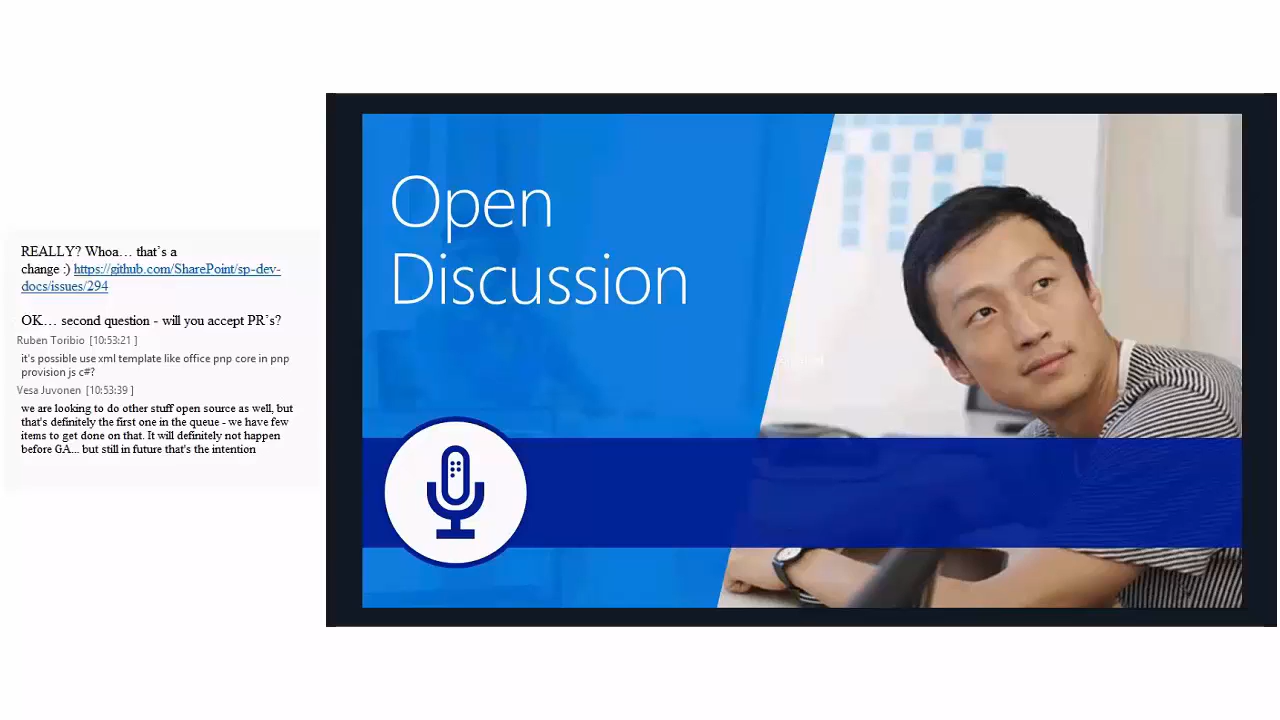 REALLY? Whoa… that’s a
change :) https://github.com/SharePoint/sp-dev-
docs/issues/294
OK… second question - will you accept PR’s?
Ruben Toribio [10:53:21 ]
it's possible use xml template like office pnp core in pnp
provision js c#?
Vesa Juvonen [10:53:39 ]
we are looking to do other stuff open source as well, but
that's definitely the first one in the queue - we have few
items to get done on that. It will definitely not happen
before GA... but still in future that's the intention
Open
Discussion